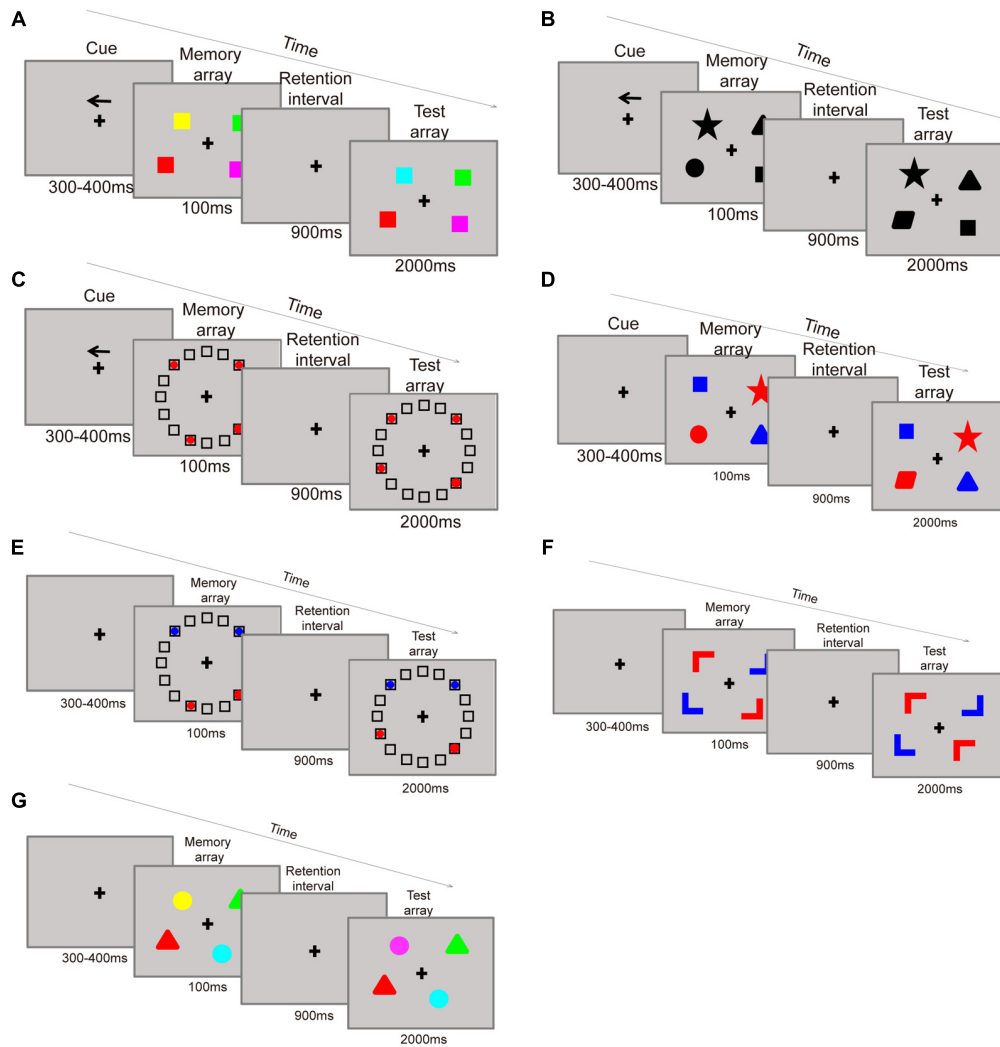 A
Time
Cue
Memory
array
Retention
interval
Test
array
300-400ms
100ms
900ms
2000ms
B
Time
Cue
Memory
array
Retention
interval
Test
array
300-400ms
100ms
900ms
2000ms
C
Time
Cue
Memory
array
Retention
interval
Test
array
300-400ms
100ms
900ms
2000ms
D
Time
Cue
Memory
array
Retention
interval
Test
array
300-400ms
100ms
900ms
2000ms
E
Time
Memory
array
Retention
interval
Test
array
300-400ms
100ms
900ms
2000ms
F
Time
Memory
array
Retention
interval
Test
array
300-400ms
100ms
900ms
2000ms
G
Time
Memory
array
Retention
interval
Test
array
300-400ms
100ms
900ms
2000ms